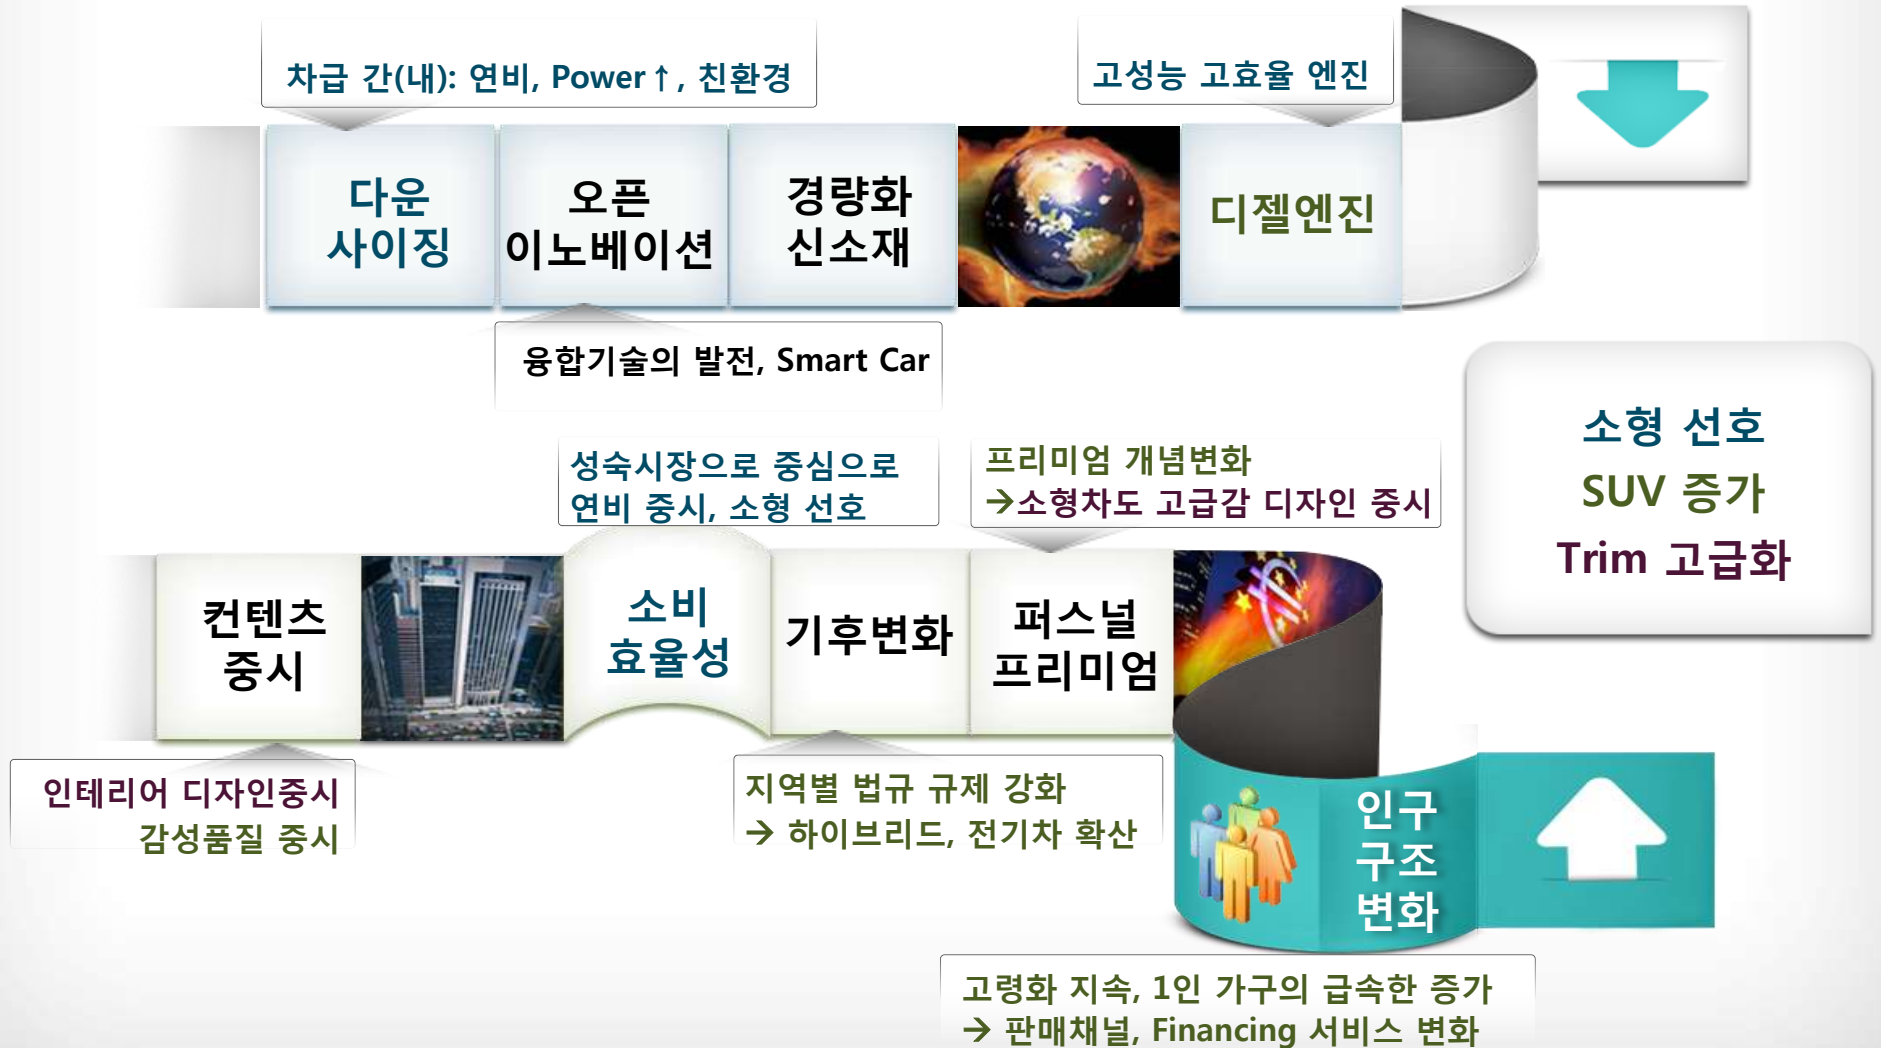 차급 간(내): 연비, Power↑, 친환경
고성능 고효율 엔진
다운
사이징
오픈
이노베이션
경량화
신소재
디젤엔진
융합기술의 발전, Smart Car
소형 선호
SUV 증가
Trim 고급화
성숙시장으로 중심으로
연비 중시, 소형 선호
프리미엄 개념변화
→소형차도 고급감 디자인 중시
컨텐츠
중시
소비
효율성
기후변화
퍼스널
프리미엄
인테리어 디자인중시
감성품질 중시
지역별 법규 규제 강화
→ 하이브리드, 전기차 확산
인구
구조
변화
고령화 지속, 1인 가구의 급속한 증가
→ 판매채널, Financing 서비스 변화